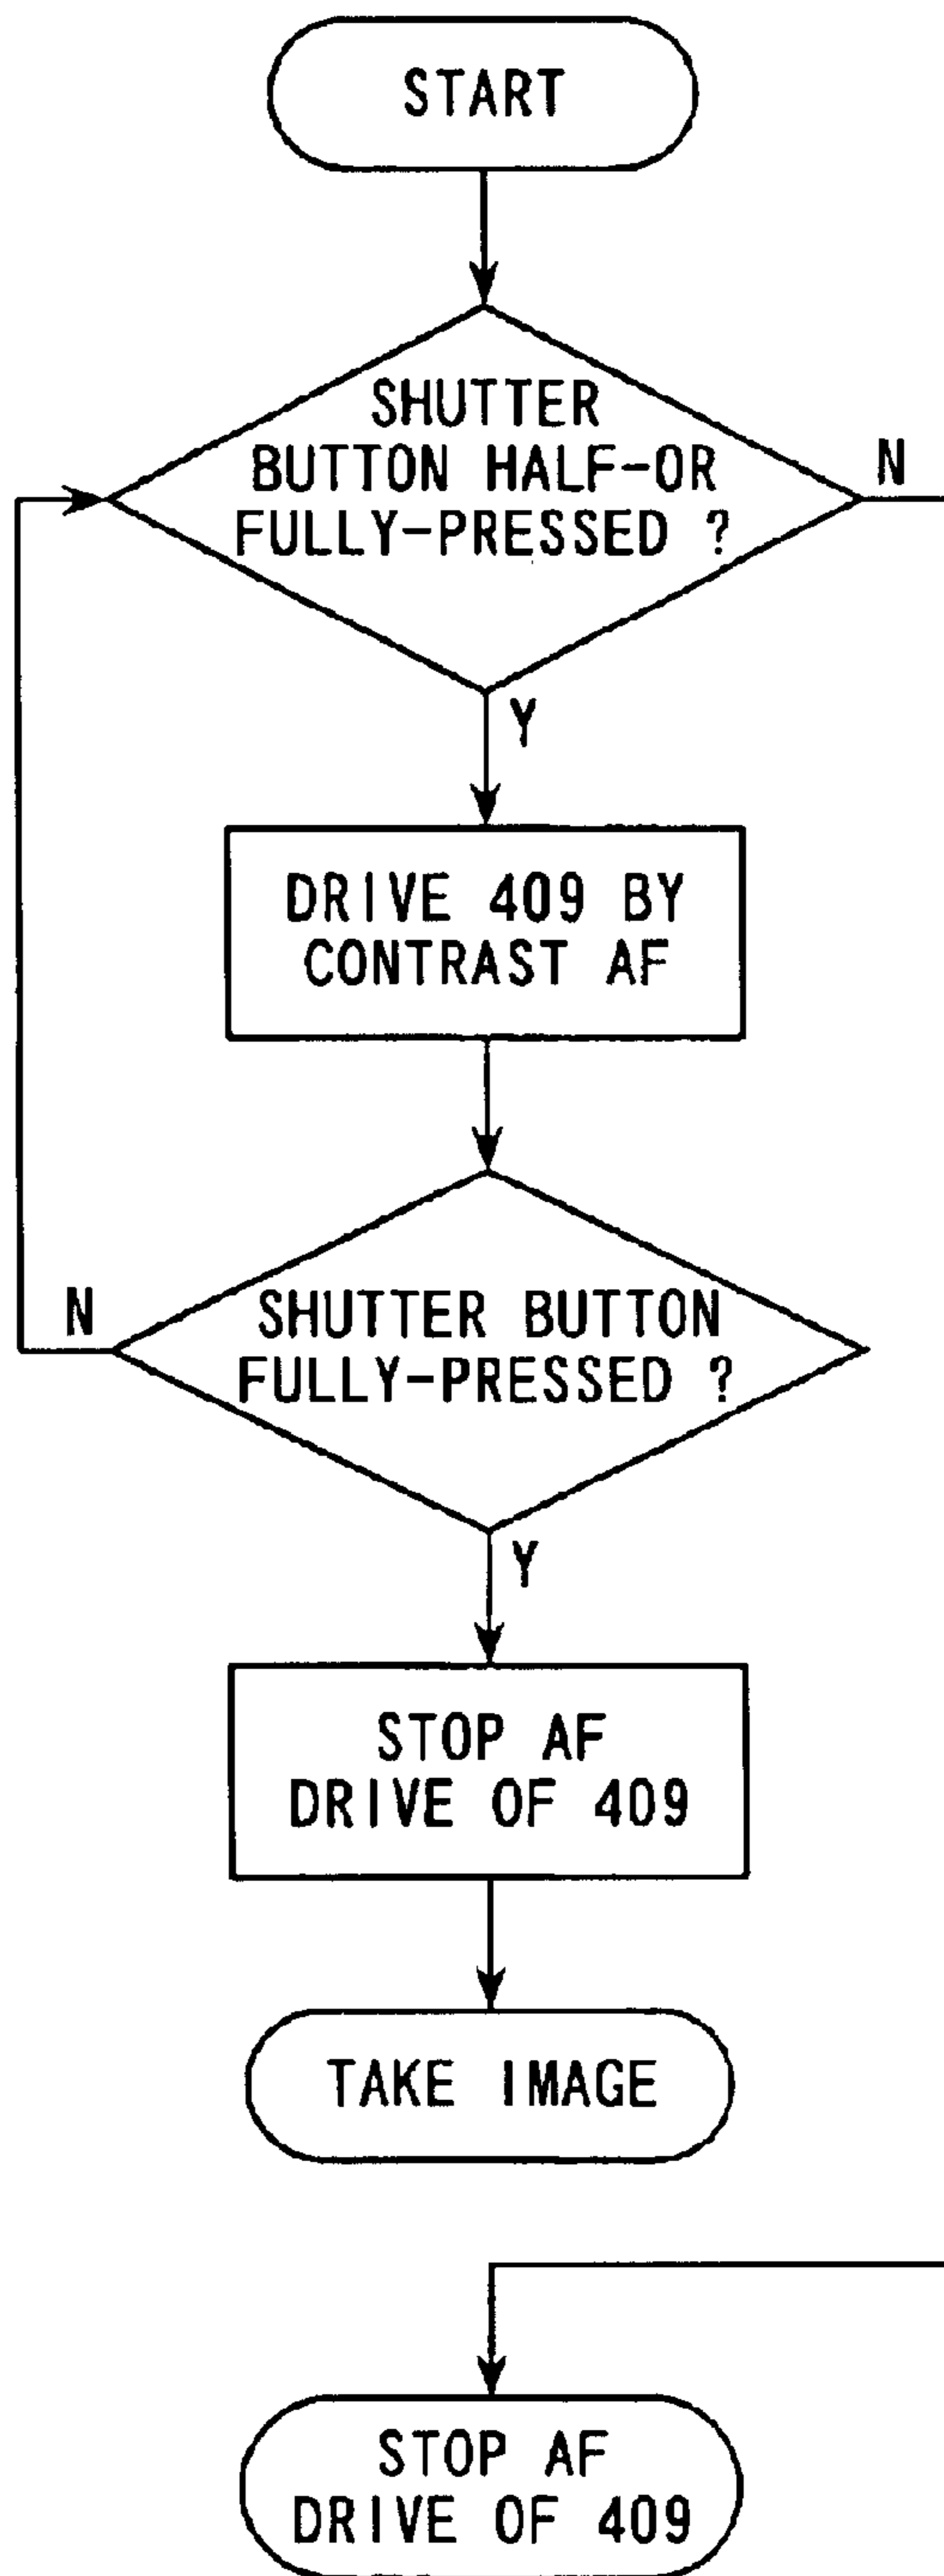 START
SHUTTER
BUTTON HALF-OR
FULLY-PRESSED ?
N
Y
DRIVE 409 BY
CONTRAST AF
N
SHUTTER BUTTON
FULLY-PRESSED ?
Y
STOP AF
DRIVE OF 409
TAKE IMAGE
STOP AF
DRIVE OF 409